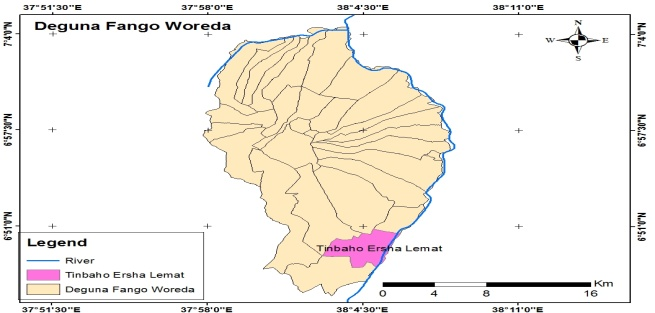 37°51'30"E 37°58'0"E 38°4'30"E 38°11'0"E
Deguna Fango Woreda
N
W E
S
7°4'0"N 7°4'0"N
6°57'30"N 6°57'30"N
6°51'0"N 6°51'0"N
Tinbaho Ersha Lemat
Legend
River
Tinbaho Ersha Lemat
Deguna Fango Woreda
Km
0 4 8 16
37°51'30"E 37°58'0"E 38°4'30"E 38°11'0"E